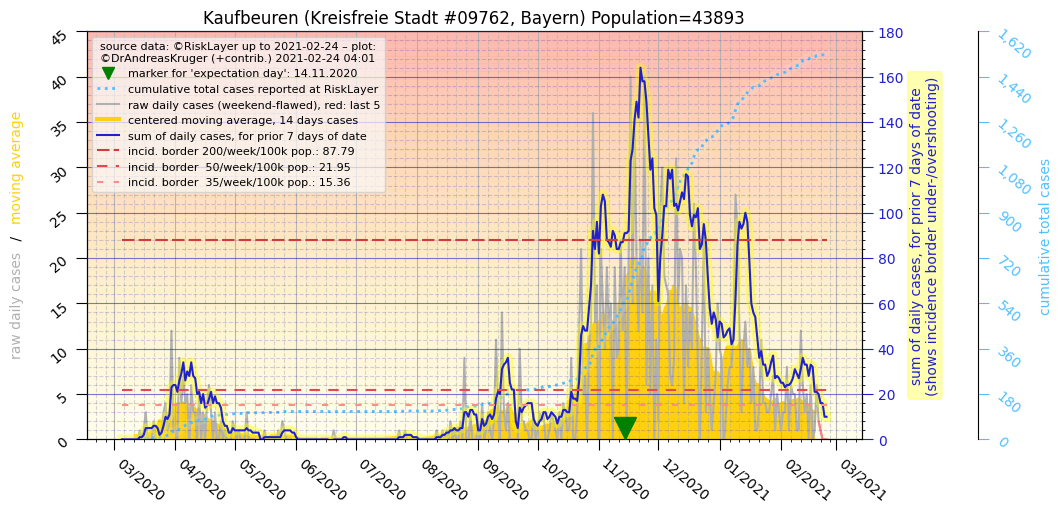 Kaufbeuren (Kreisfreie Stadt #09762, Bayern) Population=43893
source data: ©RiskLayer up to 2021-02-24 – plot:
©DrAndreasKruger (+contrib.) 2021-02-24 04:01
marker for 'expectation day': 14.11.2020
cumulative total cases reported at RiskLayer
raw daily cases (weekend-flawed), red: last 5
centered moving average, 14 days cases
sum of daily cases, for prior 7 days of date
incid. border 200/week/100k pop.: 87.79
incid. border  50/week/100k pop.: 21.95
incid. border  35/week/100k pop.: 15.36
raw daily cases / moving average
45
40
35
30
25
20
15
10
5
0
180
160
140
120
100
80
60
40
20
0
sum of daily cases, for prior 7 days of date
(shows incidence border under-/overshooting)
1,620
1,440
1,260
1,080
900
720
540
360
180
0
cumulative total cases
03/2020
04/2020
05/2020
06/2020
07/2020
08/2020
09/2020
10/2020
11/2020
12/2020
01/2021
02/2021
03/2021